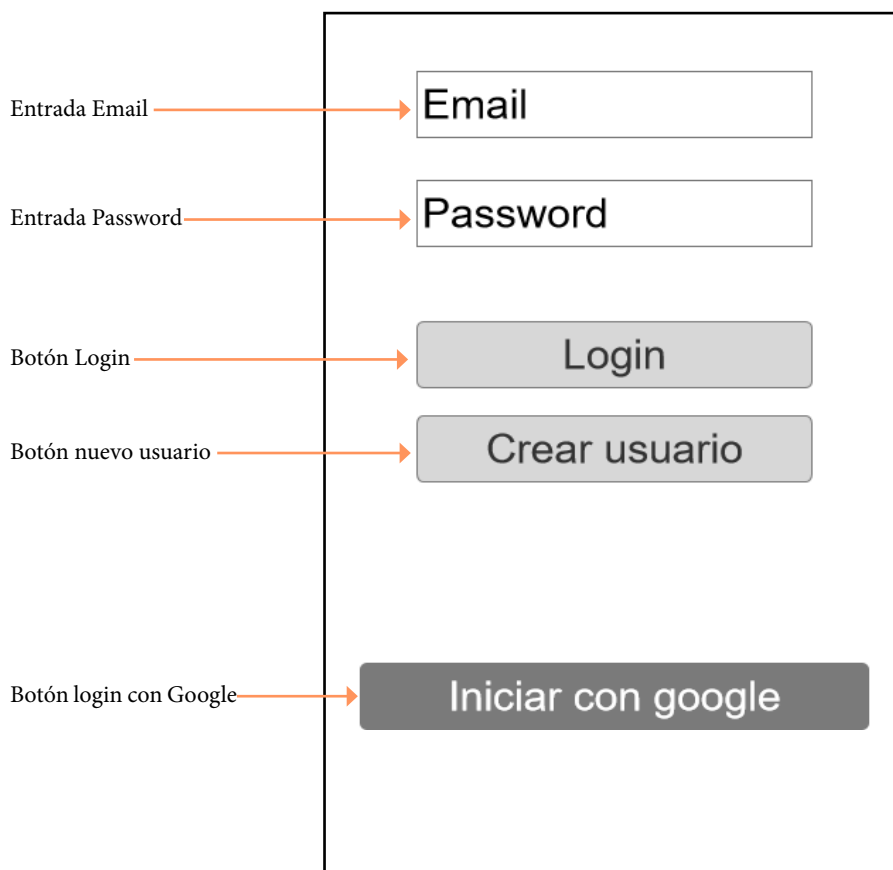 Entrada Email
Email
Entrada Password
Password
Botón Login
Login
Botón nuevo usuario
Crear usuario
Botón login con Google
Iniciar con google